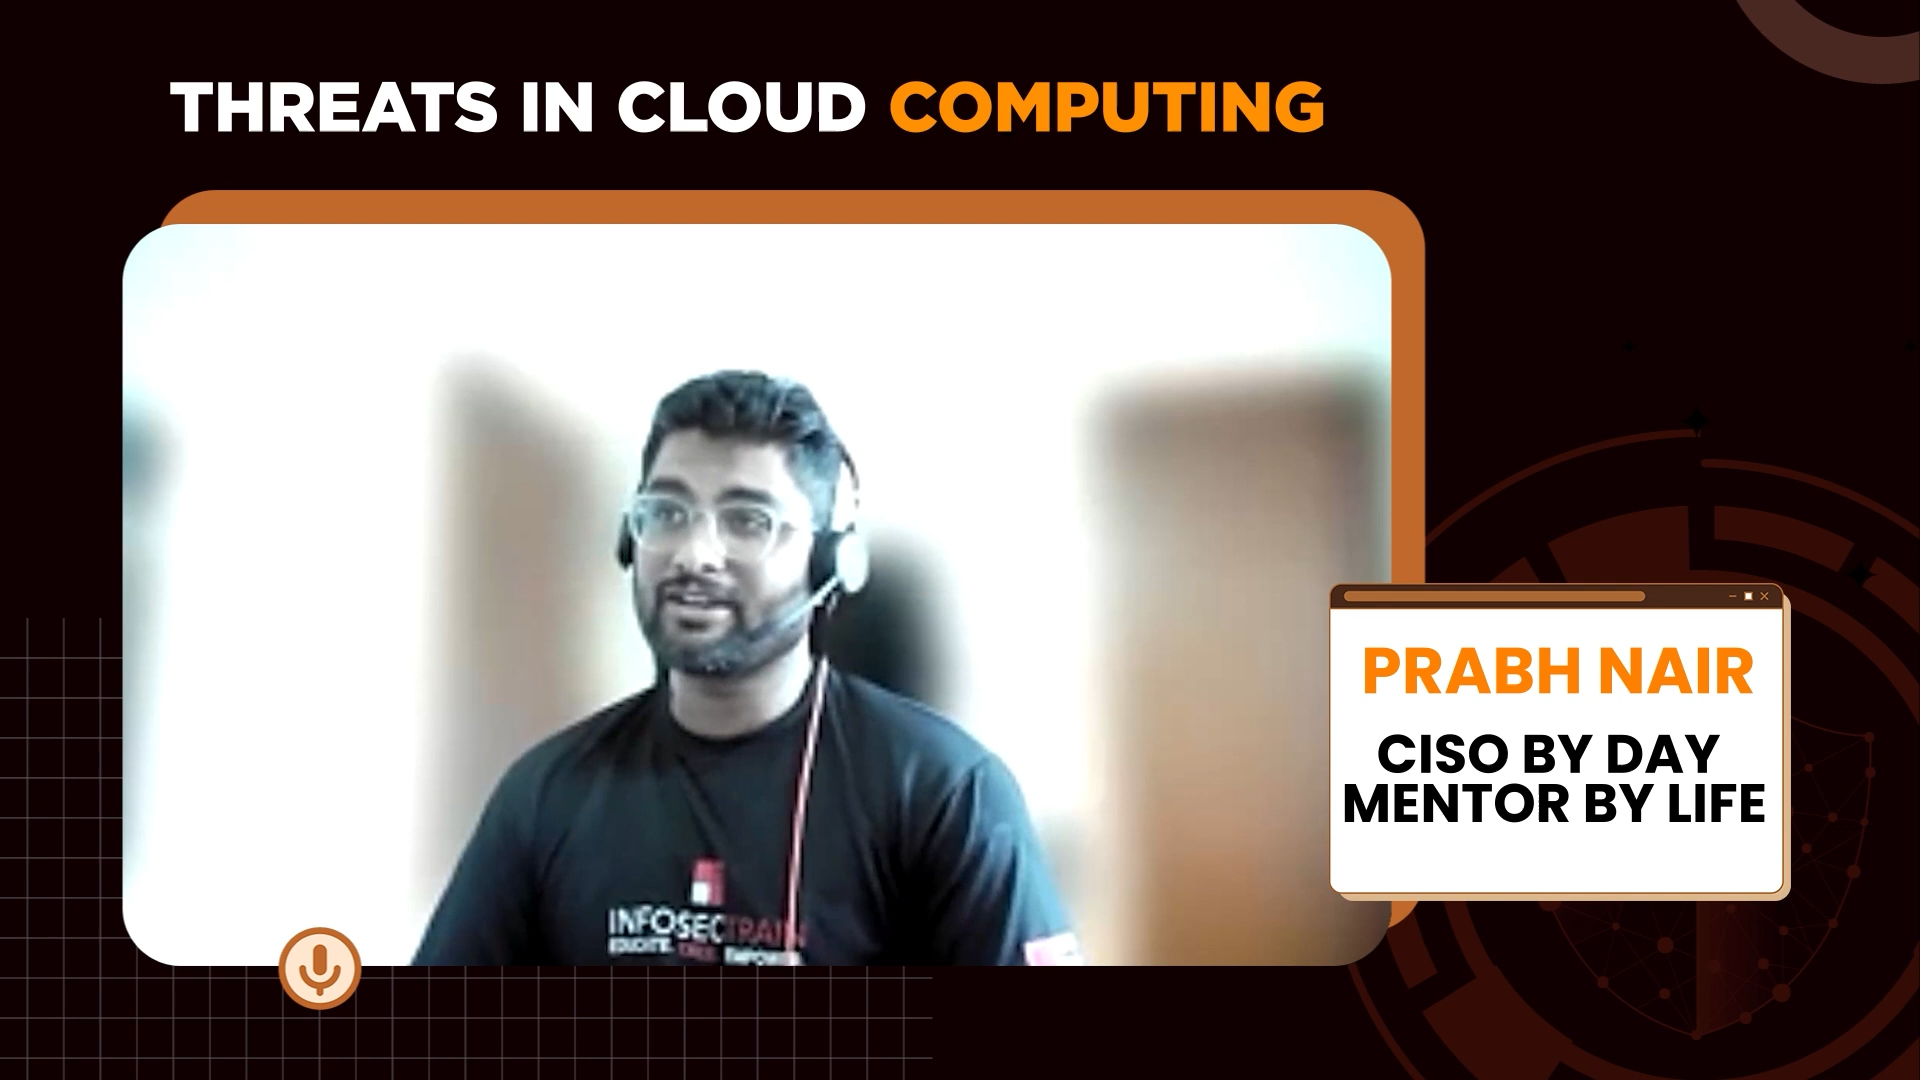 THREATS IN CLOUD COMPUTING
PRABH NAIR
CISO BY DAY
MENTOR BY LIFE
INFOSECTRAIN